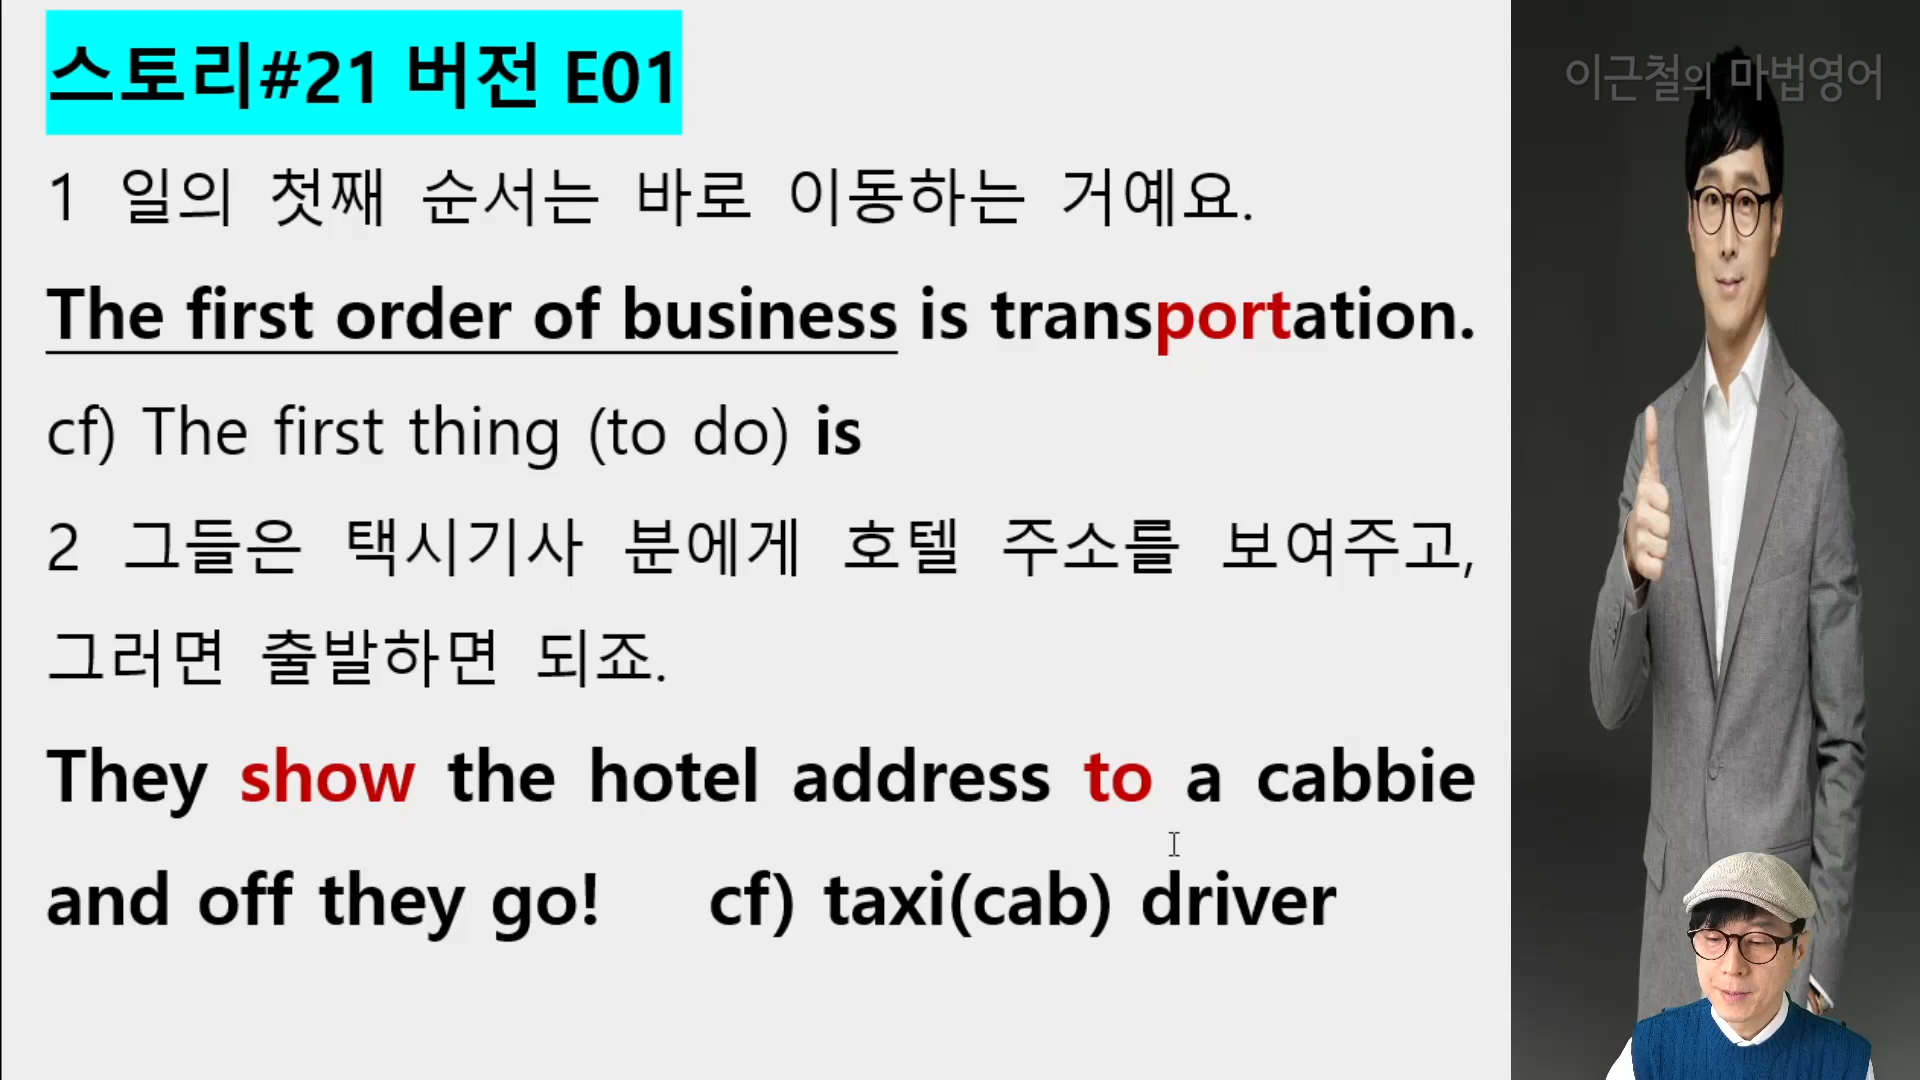 스토리#21 버전 E01
이근철의 마법영어
1 일의 첫째 순서는 바로 이동하는 거예요.
The first order of business is transportation.
cf) The first thing (to do) is
2 그들은 택시기사 분에게 호텔 주소를 보여주고,
그러면 출발하면 되죠.
They show the hotel address to a cabbie
and off they go! cf) taxi(cab) driver